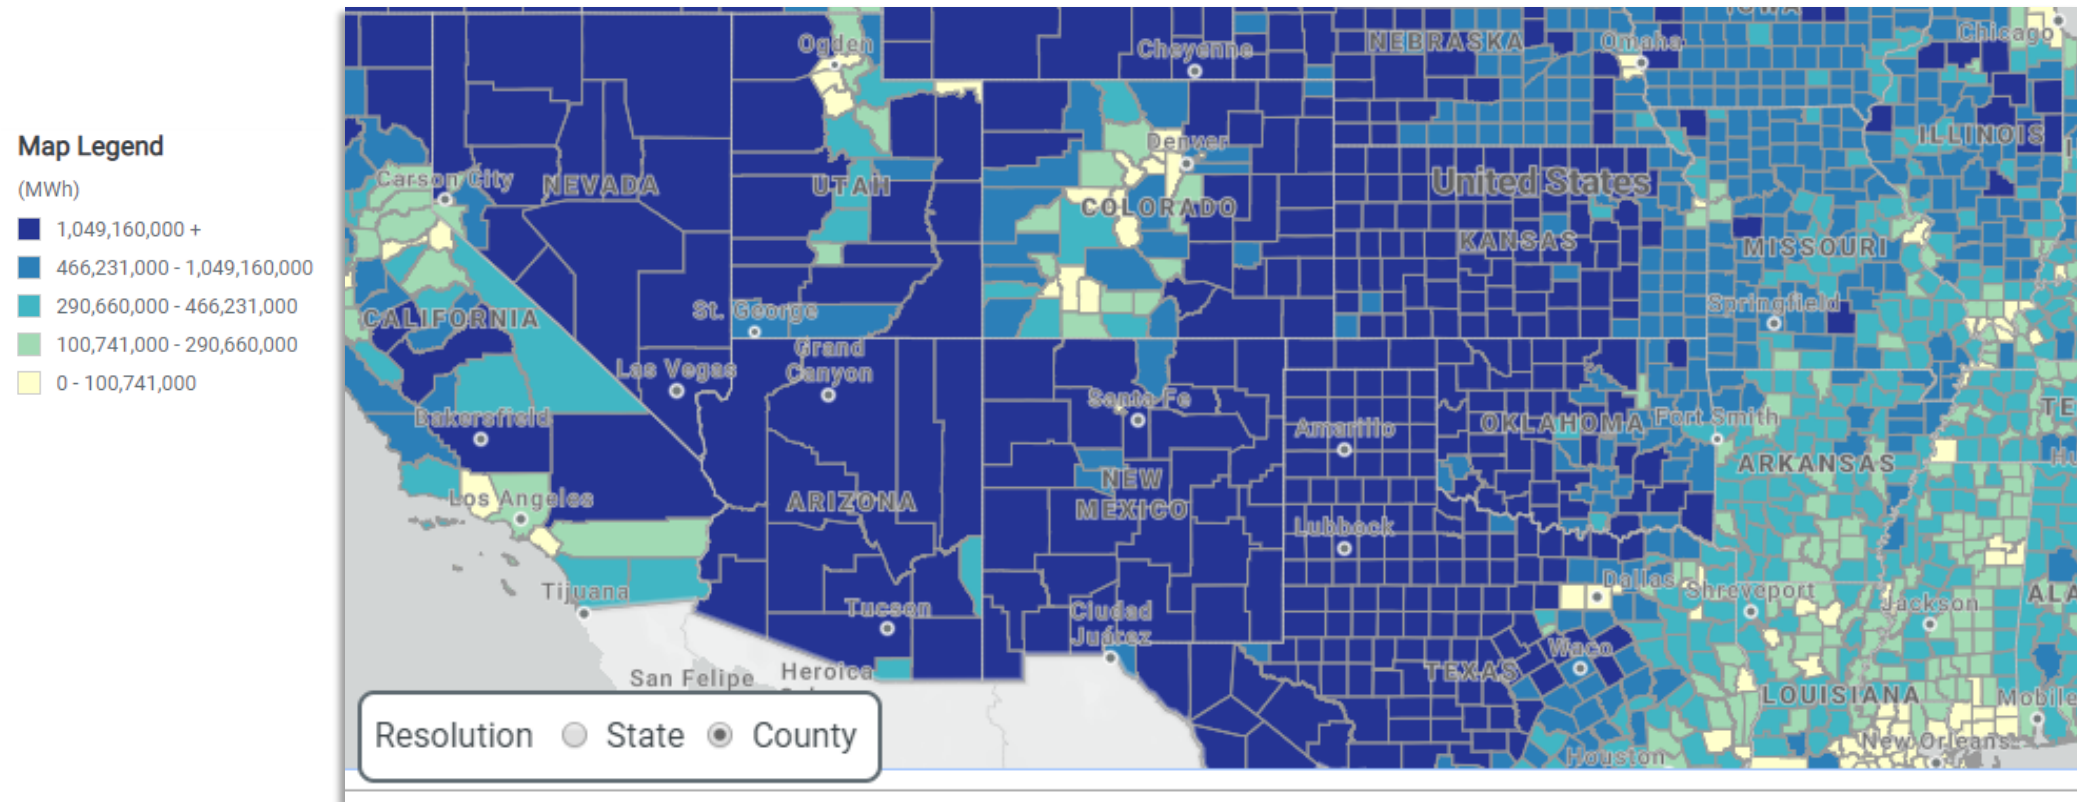 Map Legend
(MWh)
1,049,160,000 +
466,231,000 - 1,049,160,000
290,660,000 - 466,231,000
100,741,000 - 290,660,000
0 - 100,741,000
IOWA
Ogden
Cheyenne
NEBRASKA
Omaha
Chicago
Denver
ILLINOIS
Carson City
NEVADA
UTAH
United States
COLORADO
KANSAS
MISSOURI
CALIFORNIA
St. George
Springfield
Grand
Canyon
Las Vegas
Santa Fe
Bakersfield
Amarillo
OKLAHOMA
Fort Smith
TE
ARKANSAS
Hu
Los Angeles
ARIZONA
NEW
MEXICO
Lubbock
Tijuana
Tucson
Ciudad
Juárez
Dallas
Shreveport
Jackson
ALA
San Felipe
Heroica
TEXAS
Waco
LOUISIANA
Mobile
Houston
New Orleans
Resolution State County